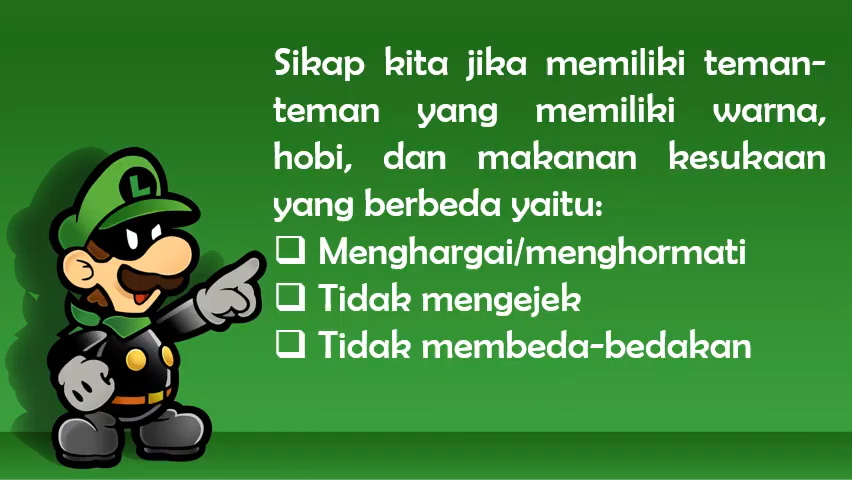 L
Sikap kita jika memiliki teman-
teman yang memiliki warna,
hobi, dan makanan kesukaan
yang berbeda yaitu:
❑ Menghargai/menghormati
❑ Tidak mengejek
❑ Tidak membeda-bedakan